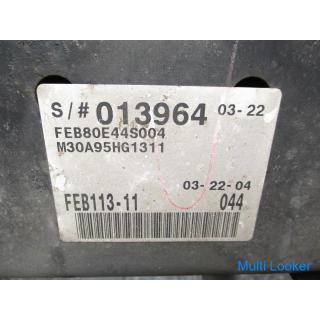 S/# 013964 03-22
FEB80E44S004
M30A95HG1311
03-22-04
FEB113-11 044
Multi Looker